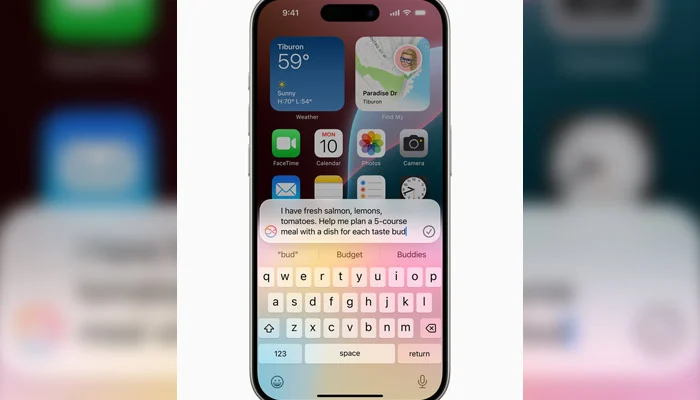 9:41
Tiburon
59°
Sunny
H:70° L:54°
Weather
Paradise Dr
Tiburon
Find My
FaceTime
MON
10
Calendar
Photos
Camera
I have fresh salmon, lemons,
tomatoes. Help me plan a 5-course
meal with a dish for each taste bud
"bud" Budget Buddies
q w e r t y u i o p
a s d f g h j k l
z x c v b n m
123 space return